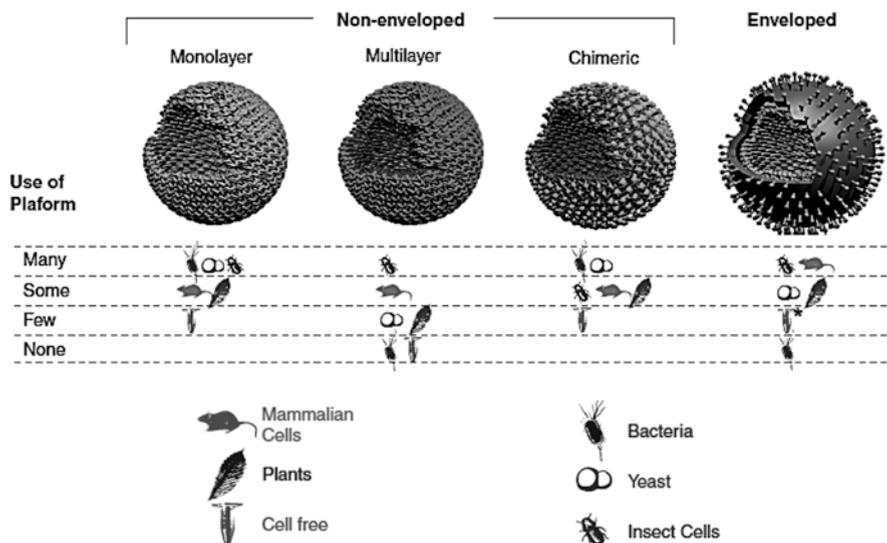 Non-enveloped Enveloped
Monolayer Multilayer Chimeric
Use of
Plaform
Many
Some
Few *
None
Mammalian
Cells
Bacteria
Plants
Yeast
Cell free
Insect Cells